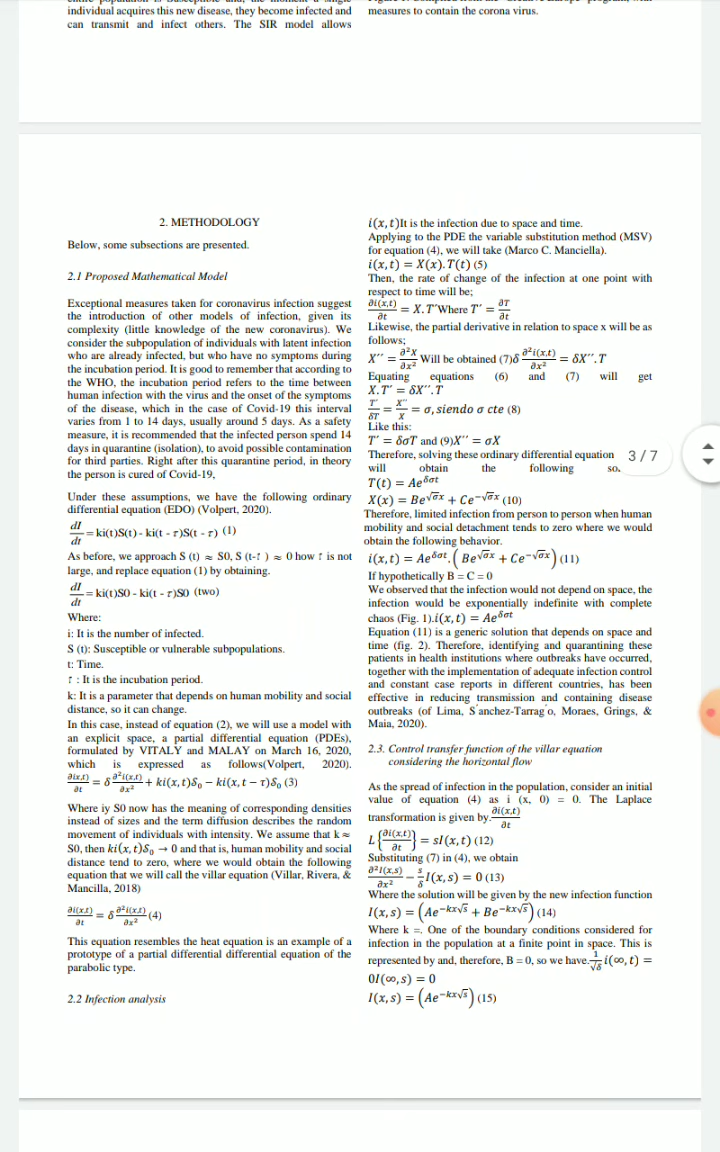 individual acquires this new disease, they become infected and
can transmit and infect others. The SIR model allows
measures to contain the corona virus.
2. METHODOLOGY
Below, some subsections are presented.
2.1 Proposed Mathematical Model
Exceptional measures taken for coronavirus infection suggest
the introduction of other models of infection, given its
complexity (little knowledge of the new coronavirus). We
consider the subpopulation of individuals with latent infection
who are already infected, but who have no symptoms during
the incubation period. It is good to remember that according to
the WHO, the incubation period refers to the time between
human infection with the virus and the onset of the symptoms
of the disease, which in the case of Covid-19 this interval
varies from 1 to 14 days, usually around 5 days. As a safety
measure, it is recommended that the infected person spend 14
days in quarantine (isolation), to avoid possible contamination
for third parties. Right after this quarantine period, in theory
the person is cured of Covid-19,
Under these assumptions, we have the following ordinary
differential equation (EDO) (Volpert, 2020).
dI/dt = ki(t)S(t) - ki(t - τ)S(t - τ) (1)
As before, we approach S (t) ≈ S0, S (t-τ ) ≈ 0 how τ is not
large, and replace equation (1) by obtaining.
dI/dt = ki(t)S0 - ki(t - τ)S0 (two)
Where:
i: It is the number of infected.
S (t): Susceptible or vulnerable subpopulations.
t: Time.
τ : It is the incubation period.
k: It is a parameter that depends on human mobility and social
distance, so it can change.
In this case, instead of equation (2), we will use a model with
an explicit space, a partial differential equation (PDEs),
formulated by VITALY and MALAY on March 16, 2020,
which is expressed as follows(Volpert, 2020).
∂i(x,t)/∂t = δ ∂²i(x,t)/∂x² + ki(x,t)S₀ − ki(x,t − τ)S₀ (3)
Where iy S0 now has the meaning of corresponding densities
instead of sizes and the term diffusion describes the random
movement of individuals with intensity. We assume that k ≈
S0, then ki(x,t)S₀ → 0 and that is, human mobility and social
distance tend to zero, where we would obtain the following
equation that we will call the villar equation (Villar, Rivera, &
Mancilla, 2018)
∂i(x,t)/∂t = δ ∂²i(x,t)/∂x² (4)
This equation resembles the heat equation is an example of a
prototype of a partial differential differential equation of the
parabolic type.
2.2 Infection analysis
i(x,t)It is the infection due to space and time.
Applying to the PDE the variable substitution method (MSV)
for equation (4), we will take (Marco C. Manciella).
i(x,t) = X(x).T(t) (5)
Then, the rate of change of the infection at one point with
respect to time will be;
∂i(x,t)/∂t = X.T′Where T′ = ∂T/∂t
Likewise, the partial derivative in relation to space x will be as
follows;
X′′ = ∂²X/∂x² Will be obtained (7)δ ∂²i(x,t)/∂x² = δX′′.T
Equating equations (6) and (7) will get
X.T′ = δX′′.T
T′/δT = X′′/X = σ, siendo σ cte (8)
Like this:
T′ = δσT and (9)X′′ = σX
Therefore, solving these ordinary differential equation
will obtain the following
T(t) = Ae^δσt
X(x) = Be^√σx + Ce^−√σx (10)
Therefore, limited infection from person to person when human
mobility and social detachment tends to zero where we would
obtain the following behavior.
i(x,t) = Ae^δσt.(Be^√σx + Ce^−√σx) (11)
If hypothetically B = C = 0
We observed that the infection would not depend on space, the
infection would be exponentially indefinite with complete
chaos (Fig. 1).i(x,t) = Ae^δσt
Equation (11) is a generic solution that depends on space and
time (fig. 2). Therefore, identifying and quarantining these
patients in health institutions where outbreaks have occurred,
together with the implementation of adequate infection control
and constant case reports in different countries, has been
effective in reducing transmission and containing disease
outbreaks (of Lima, S´anchez-Tarrag´o, Moraes, Grings, &
Maia, 2020).
2.3. Control transfer function of the villar equation
considering the horizontal flow
As the spread of infection in the population, consider an initial
value of equation (4) as i (x, 0) = 0. The Laplace
transformation is given by. ∂i(x,t)/∂t
L{∂i(x,t)/∂t} = sI(x,t) (12)
Substituting (7) in (4), we obtain
∂²I(x,s)/∂x² − s/δ I(x,s) = 0 (13)
Where the solution will be given by the new infection function
I(x,s) = (Ae^−kx√s + Be^−kx√s) (14)
Where k =. One of the boundary conditions considered for
infection in the population at a finite point in space. This is
represented by and, therefore, B = 0, so we have. 1/√δ i(∞,t) =
0I(∞,s) = 0
I(x,s) = (Ae^−kx√s) (15)
3 / 7